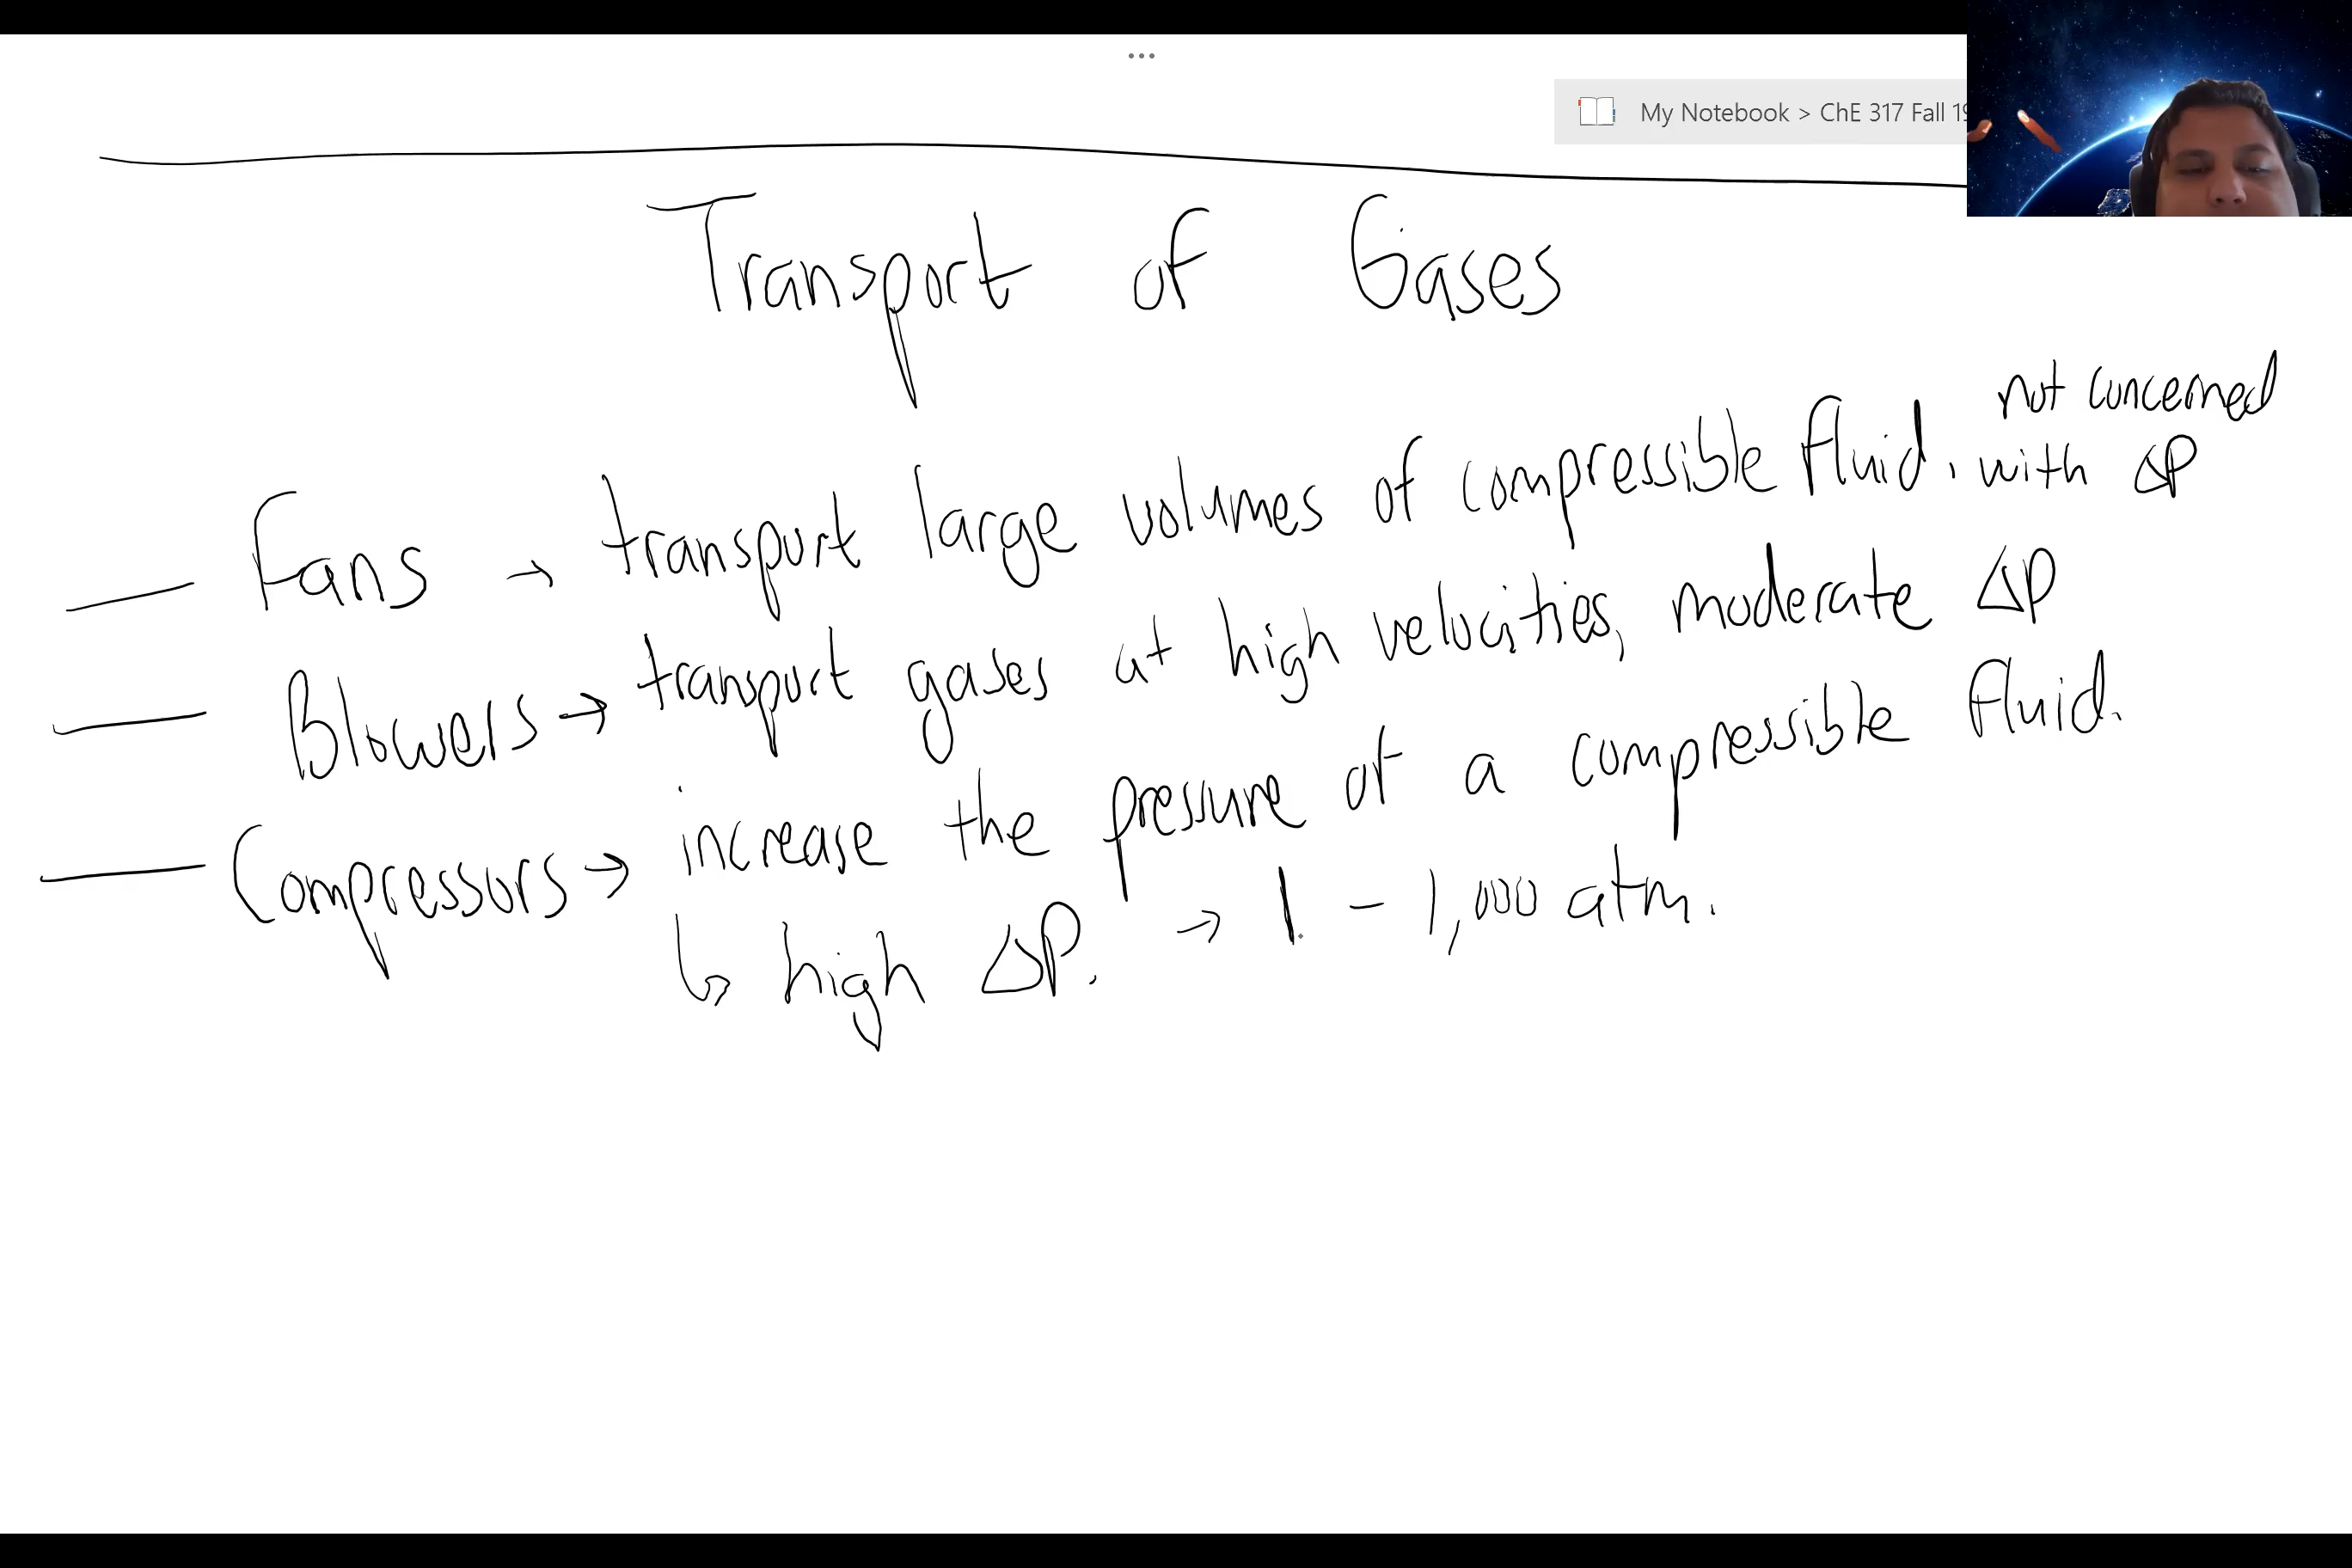 ...
My Notebook > ChE 317 Fall 19
Transport of Gases
not concerned
— Fans → transport large volumes of compressible fluid. with ΔP
— Blowers → transport gases at high velocities, moderate ΔP
— Compressors → increase the pressure of a compressible fluid.
↳ high ΔP. → 1 - 1,000 atm.